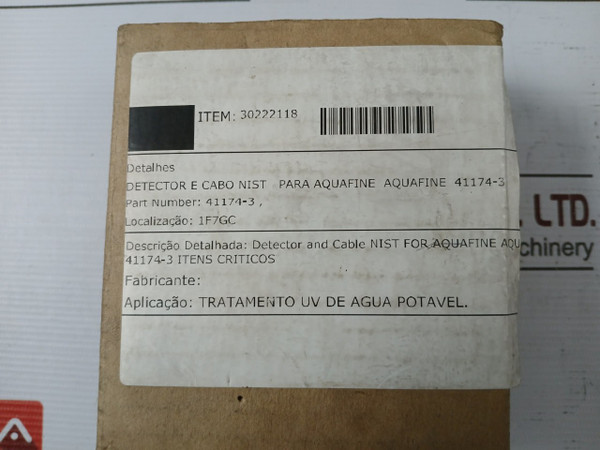 ITEM: 30222118
Detalhes
DETECTOR E CABO NIST PARA AQUAFINE AQUAFINE 41174-3
Part Number: 41174-3 ,
Localização: 1F7GC
Descrição Detalhada: Detector and Cable NIST FOR AQUAFINE AQU
41174-3 ITENS CRITICOS
Fabricante:
Aplicação: TRATAMENTO UV DE AGUA POTAVEL.
LTD.
chinery